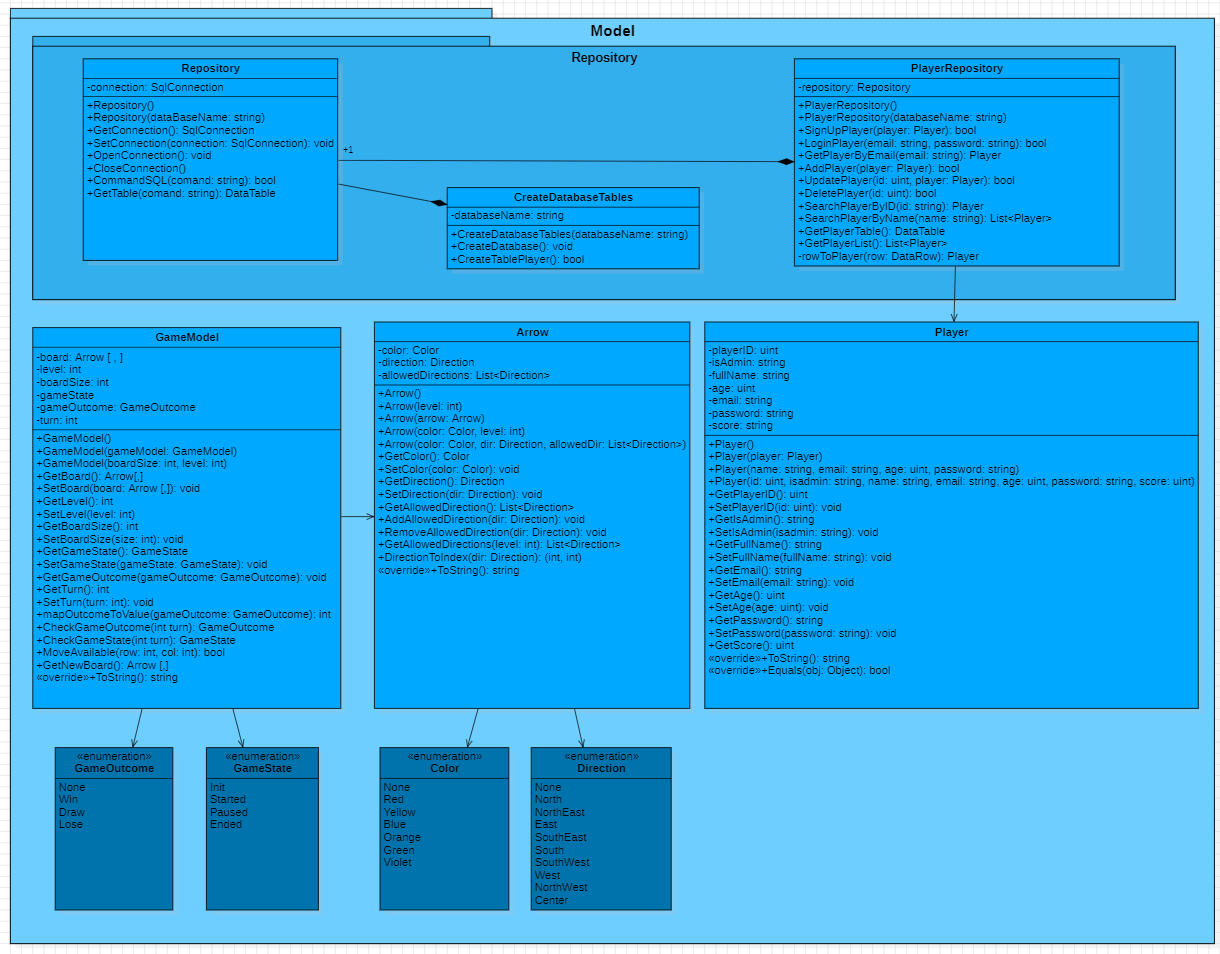 Model
Repository
Repository
-connection: SqlConnection
+Repository()
+Repository(dataBaseName: string)
+GetConnection(): SqlConnection
+SetConnection(connection: SqlConnection): void
+OpenConnection(): void
+CloseConnection()
+CommandSQL(comand: string): bool
+GetTable(comand: string): DataTable
+1
CreateDatabaseTables
-databaseName: string
+CreateDatabaseTables(databaseName: string)
+CreateDatabase(): void
+CreateTablePlayer(): bool
PlayerRepository
-repository: Repository
+PlayerRepository()
+PlayerRepository(databaseName: string)
+SignUpPlayer(player: Player): bool
+LoginPlayer(email: string, password: string): bool
+GetPlayerByEmail(email: string): Player
+AddPlayer(player: Player): bool
+UpdatePlayer(id: uint, player: Player): bool
+DeletePlayer(id: uint): bool
+SearchPlayerByID(id: string): Player
+SearchPlayerByName(name: string): List<Player>
+GetPlayerTable(): DataTable
+GetPlayerList(): List<Player>
-rowToPlayer(row: DataRow): Player
GameModel
-board: Arrow [ , ]
-level: int
-boardSize: int
-gameState
-gameOutcome: GameOutcome
-turn: int
+GameModel()
+GameModel(gameModel: GameModel)
+GameModel(boardSize: int, level: int)
+GetBoard(): Arrow[,]
+SetBoard(board: Arrow [,]): void
+GetLevel(): int
+SetLevel(level: int)
+GetBoardSize(): int
+SetBoardSize(size: int): void
+GetGameState(): GameState
+SetGameState(gameState: GameState): void
+GetGameOutcome(gameOutcome: GameOutcome): void
+GetTurn(): int
+SetTurn(turn: int): void
+mapOutcomeToValue(gameOutcome: GameOutcome): int
+CheckGameOutcome(int turn): GameOutcome
+CheckGameState(int turn): GameState
+MoveAvailable(row: int, col: int): bool
+GetNewBoard(): Arrow [,]
«override»+ToString(): string
Arrow
-color: Color
-direction: Direction
-allowedDirections: List<Direction>
+Arrow()
+Arrow(level: int)
+Arrow(arrow: Arrow)
+Arrow(color: Color, level: int)
+Arrow(color: Color, dir: Direction, allowedDir: List<Direction>)
+GetColor(): Color
+SetColor(color: Color): void
+GetDirection(): Direction
+SetDirection(dir: Direction): void
+GetAllowedDirection(): List<Direction>
+AddAllowedDirection(dir: Direction): void
+RemoveAllowedDirection(dir: Direction): void
+GetAllowedDirections(level: int): List<Direction>
+DirectionToIndex(dir: Direction): (int, int)
«override»+ToString(): string
Player
-playerID: uint
-isAdmin: string
-fullName: string
-age: uint
-email: string
-password: string
-score: string
+Player()
+Player(player: Player)
+Player(name: string, email: string, age: uint, password: string)
+Player(id: uint, isadmin: string, name: string, email: string, age: uint, password: string, score: uint)
+GetPlayerID(): uint
+SetPlayerID(id: uint): void
+GetIsAdmin(): string
+SetIsAdmin(isadmin: string): void
+GetFullName(): string
+SetFullName(fullName: string): void
+GetEmail(): string
+SetEmail(email: string): void
+GetAge(): uint
+SetAge(age: uint): void
+GetPassword(): string
+SetPassword(password: string): void
+GetScore(): uint
«override»+ToString(): string
«override»+Equals(obj: Object): bool
«enumeration»
GameOutcome
None
Win
Draw
Lose
«enumeration»
GameState
Init
Started
Paused
Ended
«enumeration»
Color
None
Red
Yellow
Blue
Orange
Green
Violet
«enumeration»
Direction
None
North
NorthEast
East
SouthEast
South
SouthWest
West
NorthWest
Center